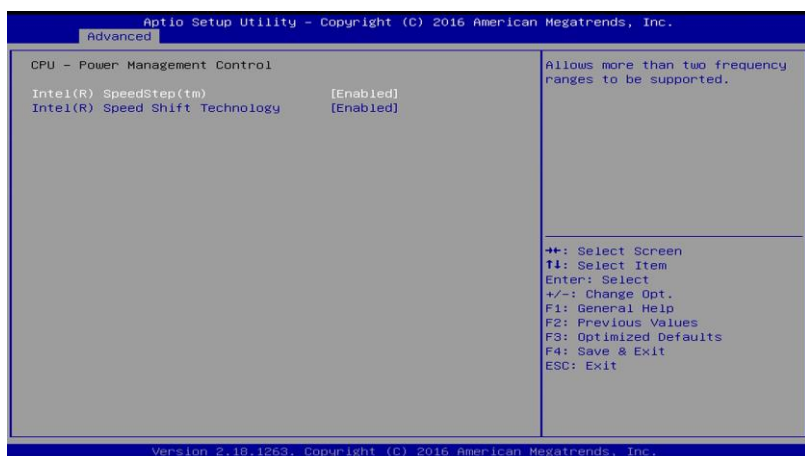 Aptio Setup Utility – Copyright (C) 2016 American Megatrends, Inc.
Advanced
CPU - Power Management Control
Intel(R) SpeedStep(tm) [Enabled]
Intel(R) Speed Shift Technology [Enabled]
Allows more than two frequency
ranges to be supported.
→←: Select Screen
↑↓: Select Item
Enter: Select
+/-: Change Opt.
F1: General Help
F2: Previous Values
F3: Optimized Defaults
F4: Save & Exit
ESC: Exit
Version 2.18.1263. Copyright (C) 2016 American Megatrends, Inc.